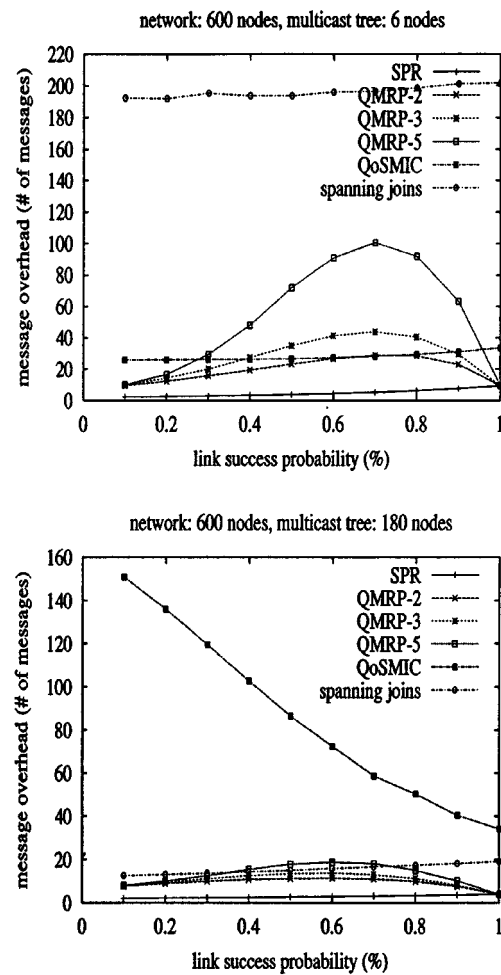 network: 600 nodes, multicast tree: 6 nodes
message overhead (# of messages)
220
200
180
160
140
120
100
80
60
40
20
0
SPR
QMRP-2
QMRP-3
QMRP-5
QoSMIC
spanning joins
0 0.2 0.4 0.6 0.8 1
link success probability (%)
network: 600 nodes, multicast tree: 180 nodes
message overhead (# of messages)
160
140
120
100
80
60
40
20
0
SPR
QMRP-2
QMRP-3
QMRP-5
QoSMIC
spanning joins
0 0.2 0.4 0.6 0.8 1
link success probability (%)